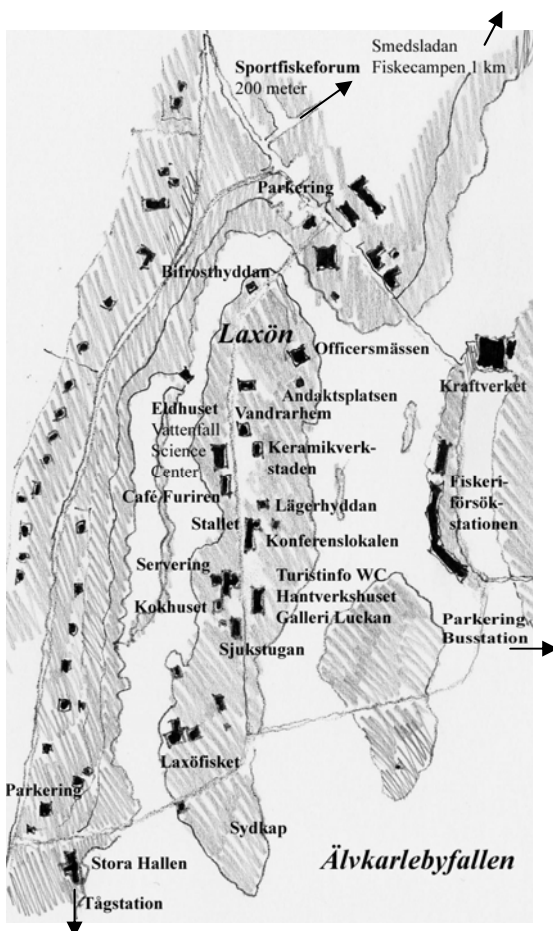 Smedsladan
Fiskecampen 1 km
Sportfiskeforum
200 meter
Parkering
Bifrosthyddan
Laxön
Officersmässen
Kraftverket
Andaktsplatsen
Eldhuset
Vattenfall
Science
Center
Vandrarhem
Keramikverk-
staden
Fiskeri-
försök-
stationen
Café Furiren
Lägerhyddan
Stallet
Konferenslokalen
Servering
Kokhuset
Turistinfo WC
Hantverkshuset
Galleri Luckan
Sjukstugan
Parkering
Busstation
Laxöfisket
Parkering
Sydkap
Älvkarlebyfallen
Stora Hallen
Tågstation